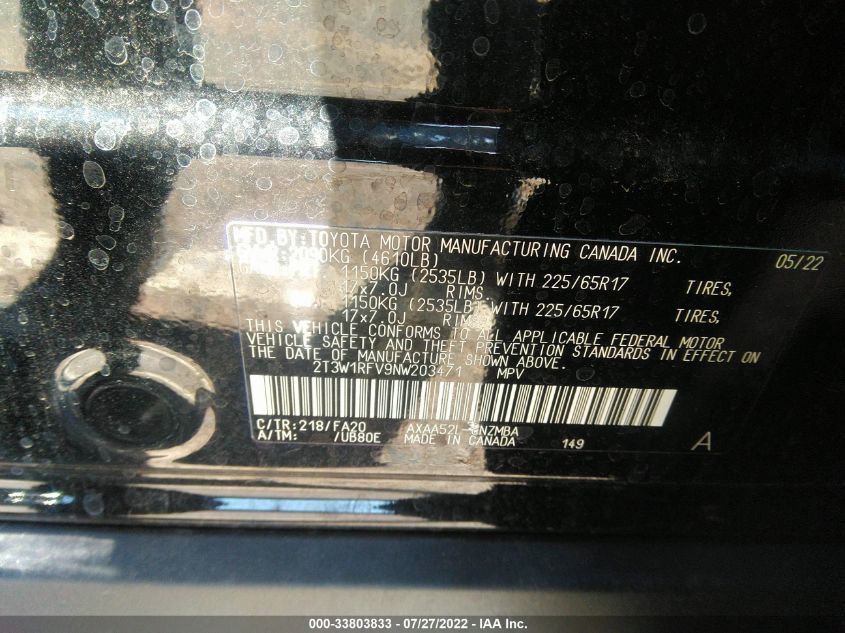 MFD BY:TOYOTA MOTOR MANUFACTURING CANADA INC. 05/22
2090KG (4610LB)
1150KG (2535LB) WITH 225/65R17 TIRES,
17x7.0J RIMS
1150KG (2535LB) WITH 225/65R17 TIRES,
17x7.0J RIMS
THIS VEHICLE CONFORMS TO ALL APPLICABLE FEDERAL MOTOR
VEHICLE SAFETY AND THEFT PREVENTION STANDARDS IN EFFECT ON
THE DATE OF MANUFACTURE SHOWN ABOVE.
2T3W1RFV9NW203471 MPV
C/TR:218/FA20
A/TM: /UB80E
MADE IN CANADA 149 A
000-33803833 - 07/27/2022 - IAA Inc.